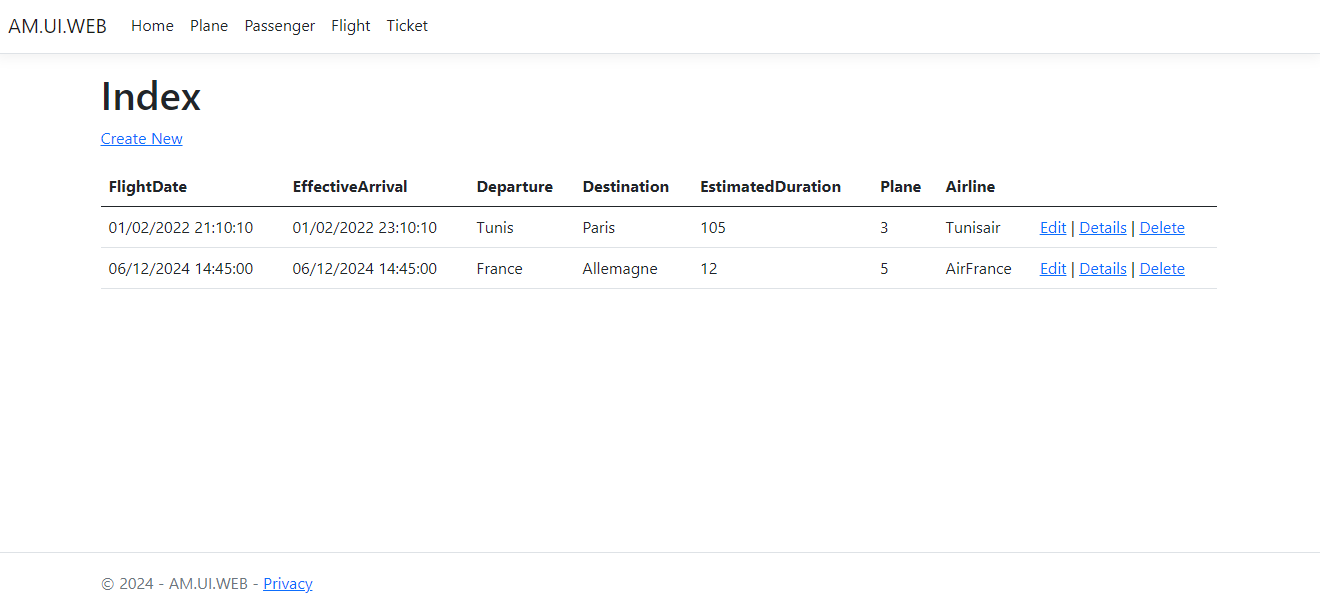 AM.UI.WEB Home Plane Passenger Flight Ticket
Index
Create New
FlightDate EffectiveArrival Departure Destination EstimatedDuration Plane Airline
01/02/2022 21:10:10 01/02/2022 23:10:10 Tunis Paris 105 3 Tunisair Edit | Details | Delete
06/12/2024 14:45:00 06/12/2024 14:45:00 France Allemagne 12 5 AirFrance Edit | Details | Delete
© 2024 - AM.UI.WEB - Privacy